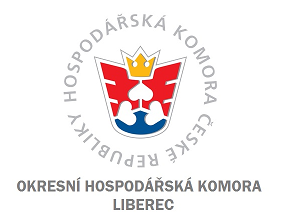 HOSPODÁŘSKÁ KOMORA ČESKÉ REPUBLIKY
OKRESNÍ HOSPODÁŘSKÁ KOMORA
LIBEREC